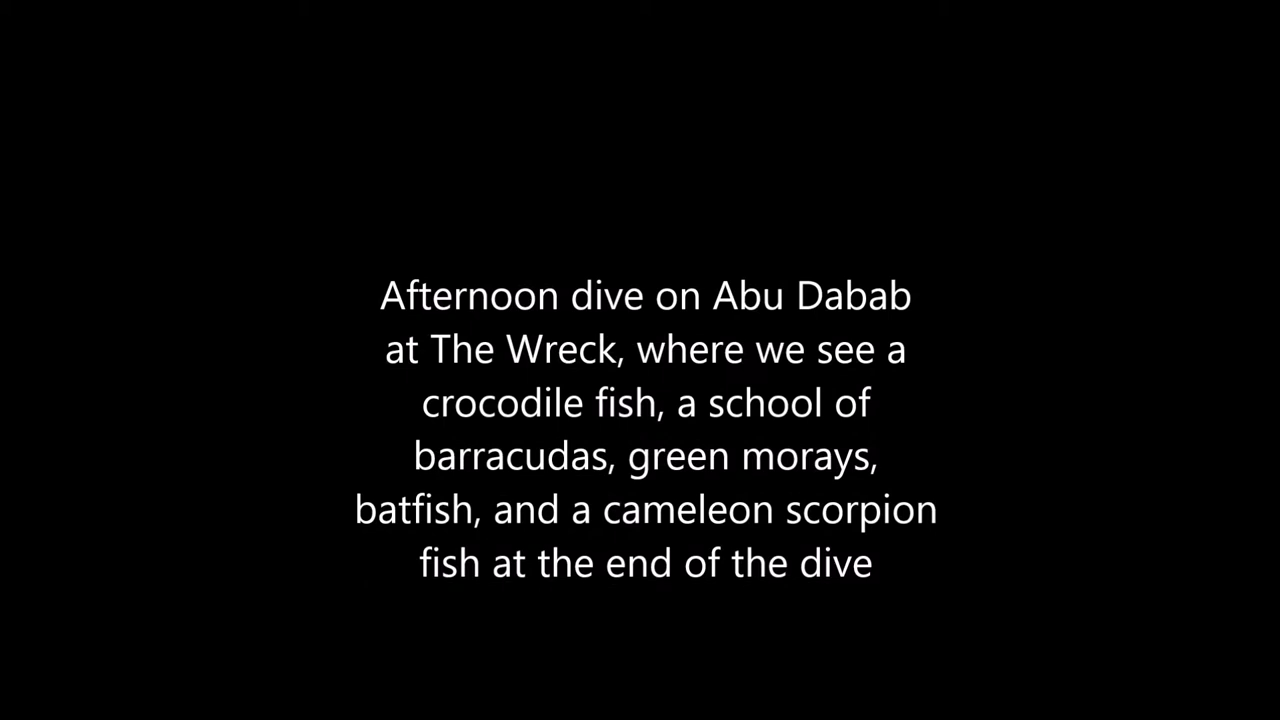 Afternoon dive on Abu Dabab
at The Wreck, where we see a
crocodile fish, a school of
barracudas, green morays,
batfish, and a cameleon scorpion
fish at the end of the dive